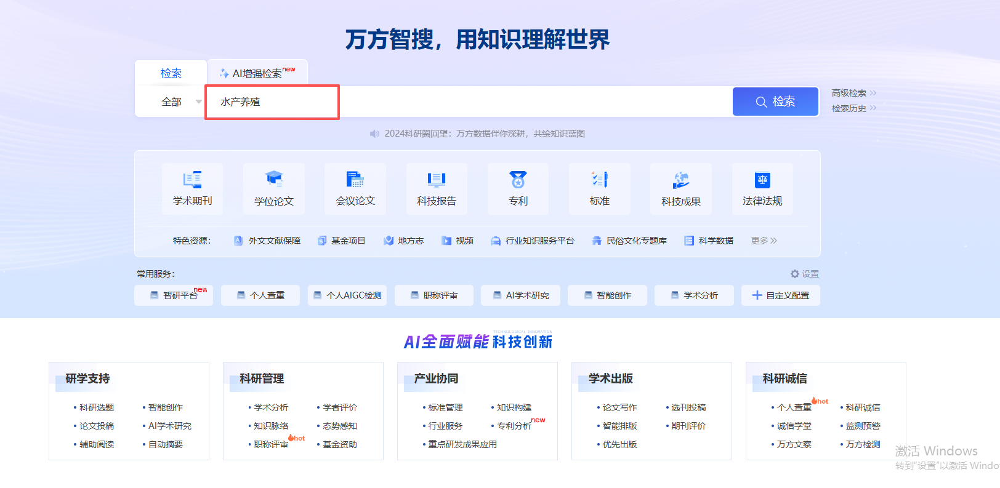 万方智搜，用知识理解世界
检索
AI增强检索new
全部
水产养殖
检索
高级检索
检索历史
2024科研圈回望：万方数据伴你深耕，共绘知识蓝图
学术期刊 学位论文 会议论文 科技报告 专利 标准 科技成果 法律法规
特色资源： 外文文献保障 基金项目 地方志 视频 行业知识服务平台 民俗文化专题库 科学数据 更多
常用服务： 设置
智研平台new 个人查重 个人AIGC检测 职称评审 AI学术研究 智能创作 学术分析 自定义配置
TECHNOLOGICAL INNOVATION
AI全面赋能 科技创新
研学支持
科研选题 智能创作
论文投稿 AI学术研究
辅助阅读 自动摘要
科研管理
学术分析 学者评价
知识脉络 态势感知
职称评审hot 基金资助
产业协同
标准管理 知识构建
行业服务 专利分析new
重点研发成果应用
学术出版
论文写作 选刊投稿
智能排版 期刊评价
优先出版
科研诚信
个人查重hot 科研诚信
诚信学堂 监测预警
万方文察 万方检测
激活 Windows
转到“设置”以激活 Windo